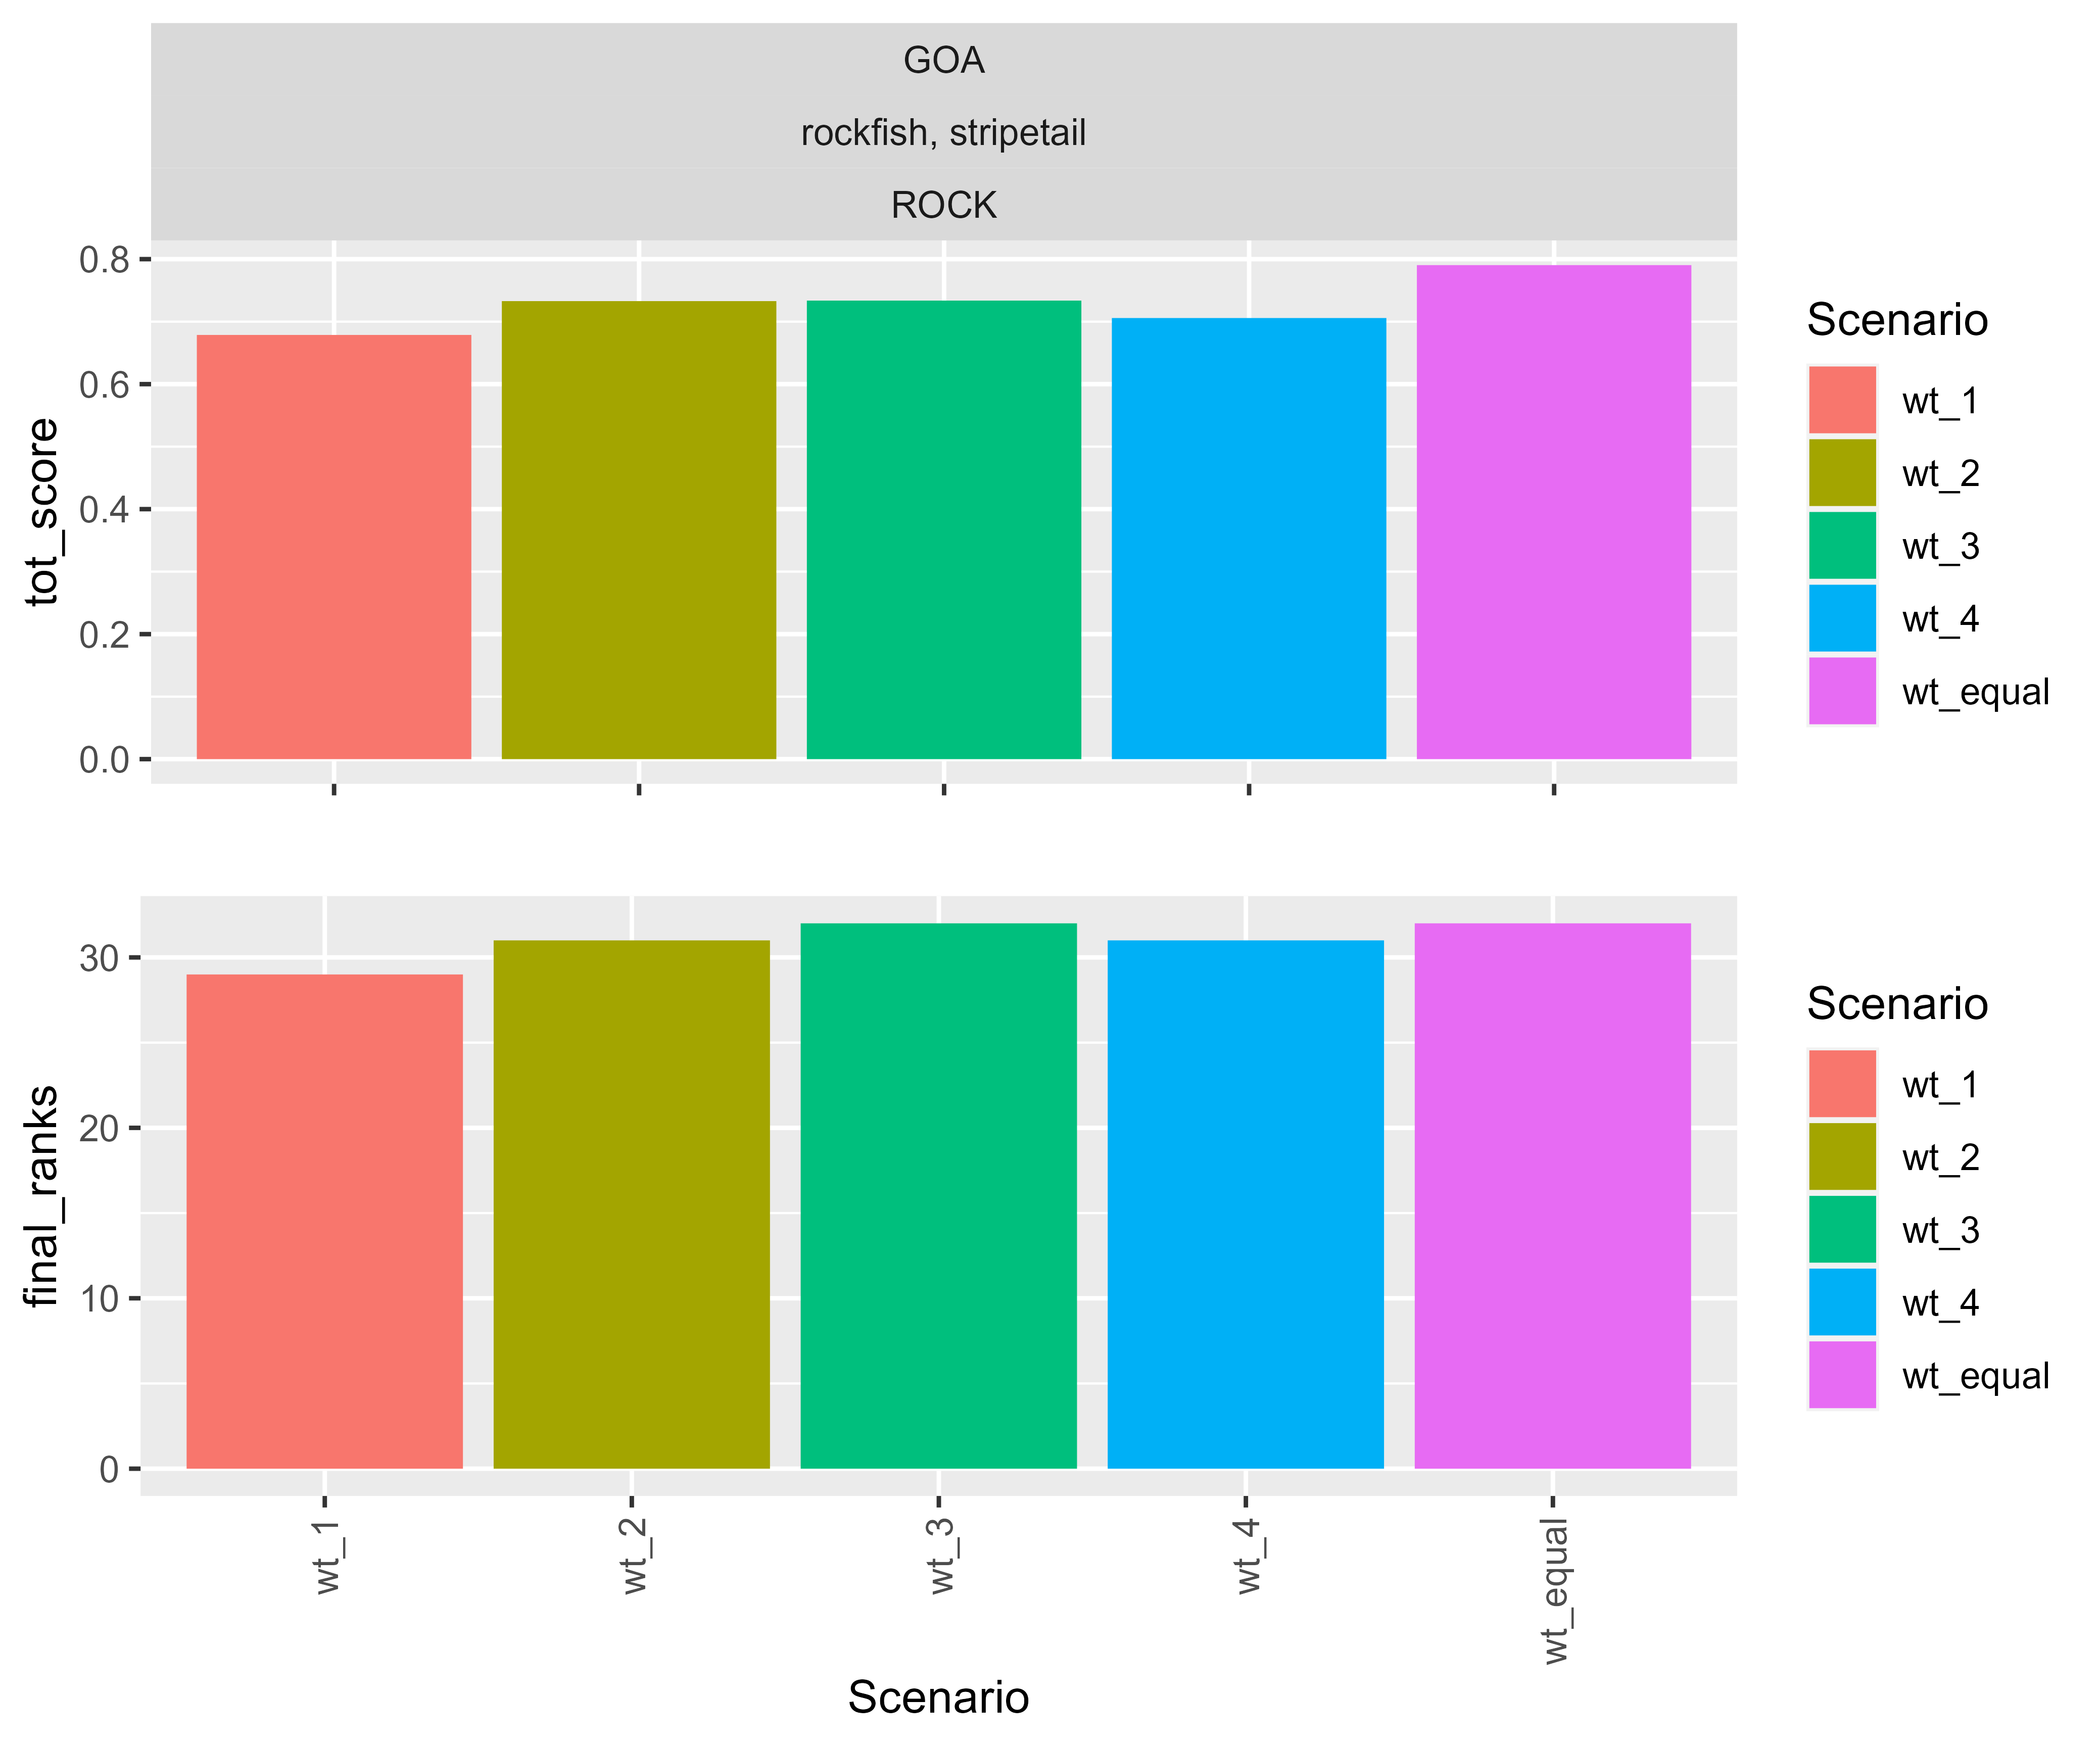 GOA
rockfish, stripetail
ROCK
tot_score
0.8
0.6
0.4
0.2
0.0
Scenario
wt_1
wt_2
wt_3
wt_4
wt_equal
final_ranks
30
20
10
0
wt_1
wt_2
wt_3
wt_4
wt_equal
Scenario
Scenario
wt_1
wt_2
wt_3
wt_4
wt_equal